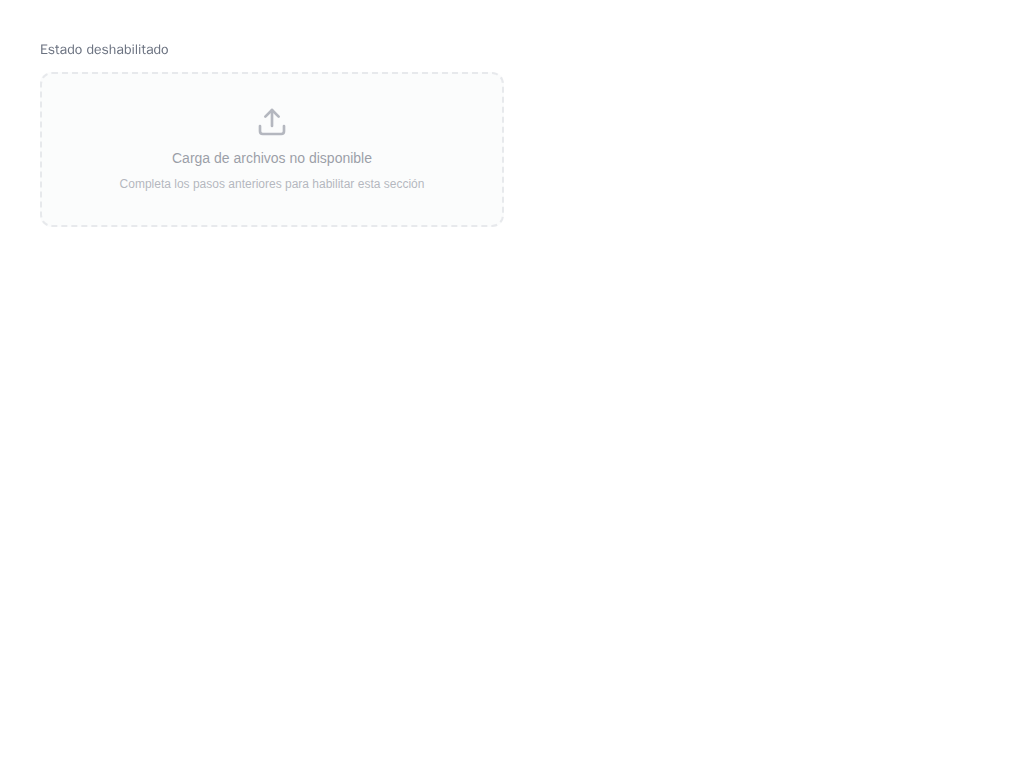 Estado deshabilitado
Carga de archivos no disponible
Completa los pasos anteriores para habilitar esta sección